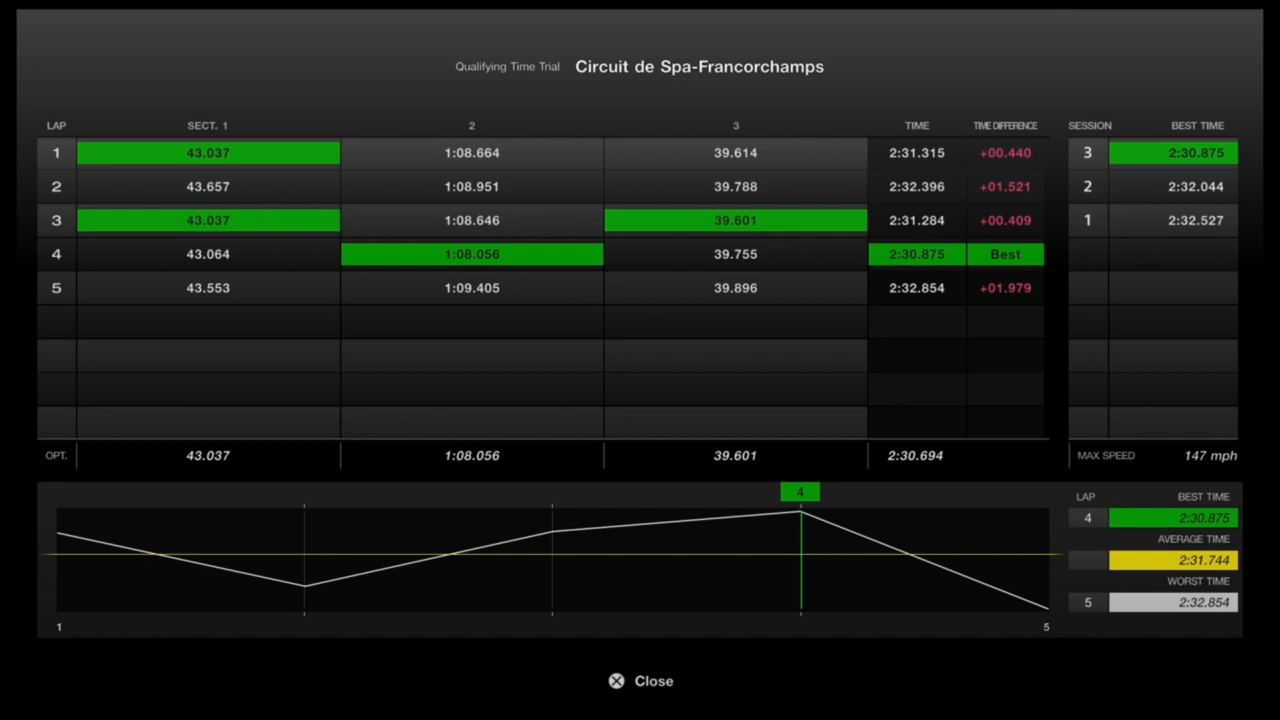 Qualifying Time Trial Circuit de Spa-Francorchamps
LAP SECT. 1 2 3 TIME TIME DIFFERENCE SESSION BEST TIME
1 43.037 1:08.664 39.614 2:31.315 +00.440 3 2:30.875
2 43.657 1:08.951 39.788 2:32.396 +01.521 2 2:32.044
3 43.037 1:08.646 39.601 2:31.284 +00.409 1 2:32.527
4 43.064 1:08.056 39.755 2:30.875 Best
5 43.553 1:09.405 39.896 2:32.854 +01.979
OPT. 43.037 1:08.056 39.601 2:30.694 MAX SPEED 147 mph
4
LAP BEST TIME
4 2:30.875
AVERAGE TIME
2:31.744
WORST TIME
5 2:32.854
1 5
Close